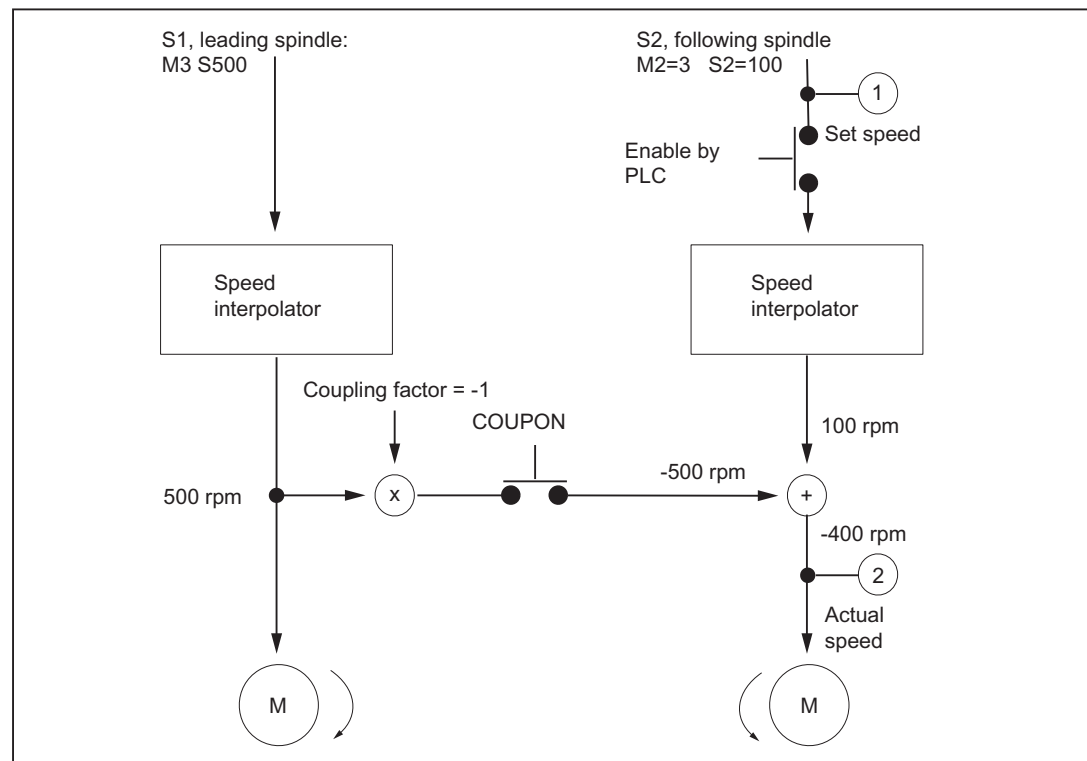 S1, leading spindle:
M3 S500
S2, following spindle
M2=3 S2=100
1
Set speed
Enable by
PLC
Speed
interpolator
Speed
interpolator
Coupling factor = -1
COUPON
100 rpm
500 rpm
x
-500 rpm
+
-400 rpm
2
Actual
speed
M
M